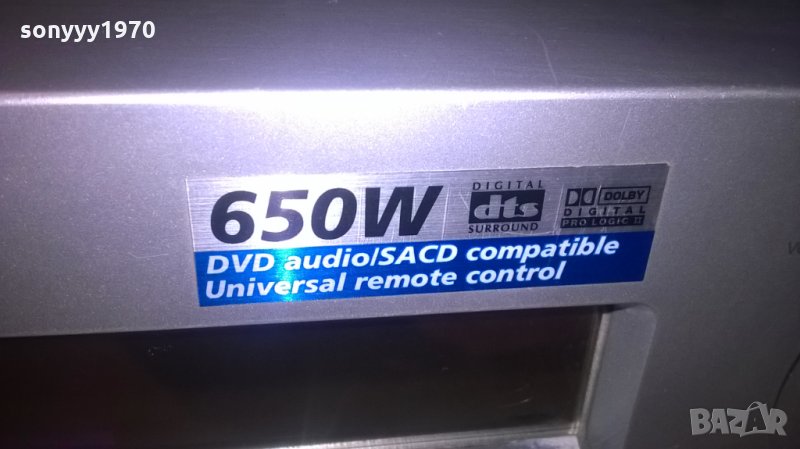 sonyyy1970
650W
DIGITAL
dts
SURROUND
DOLBY
DIGITAL
PRO LOGIC II
DVD audio/SACD compatible
Universal remote control
BAZAR